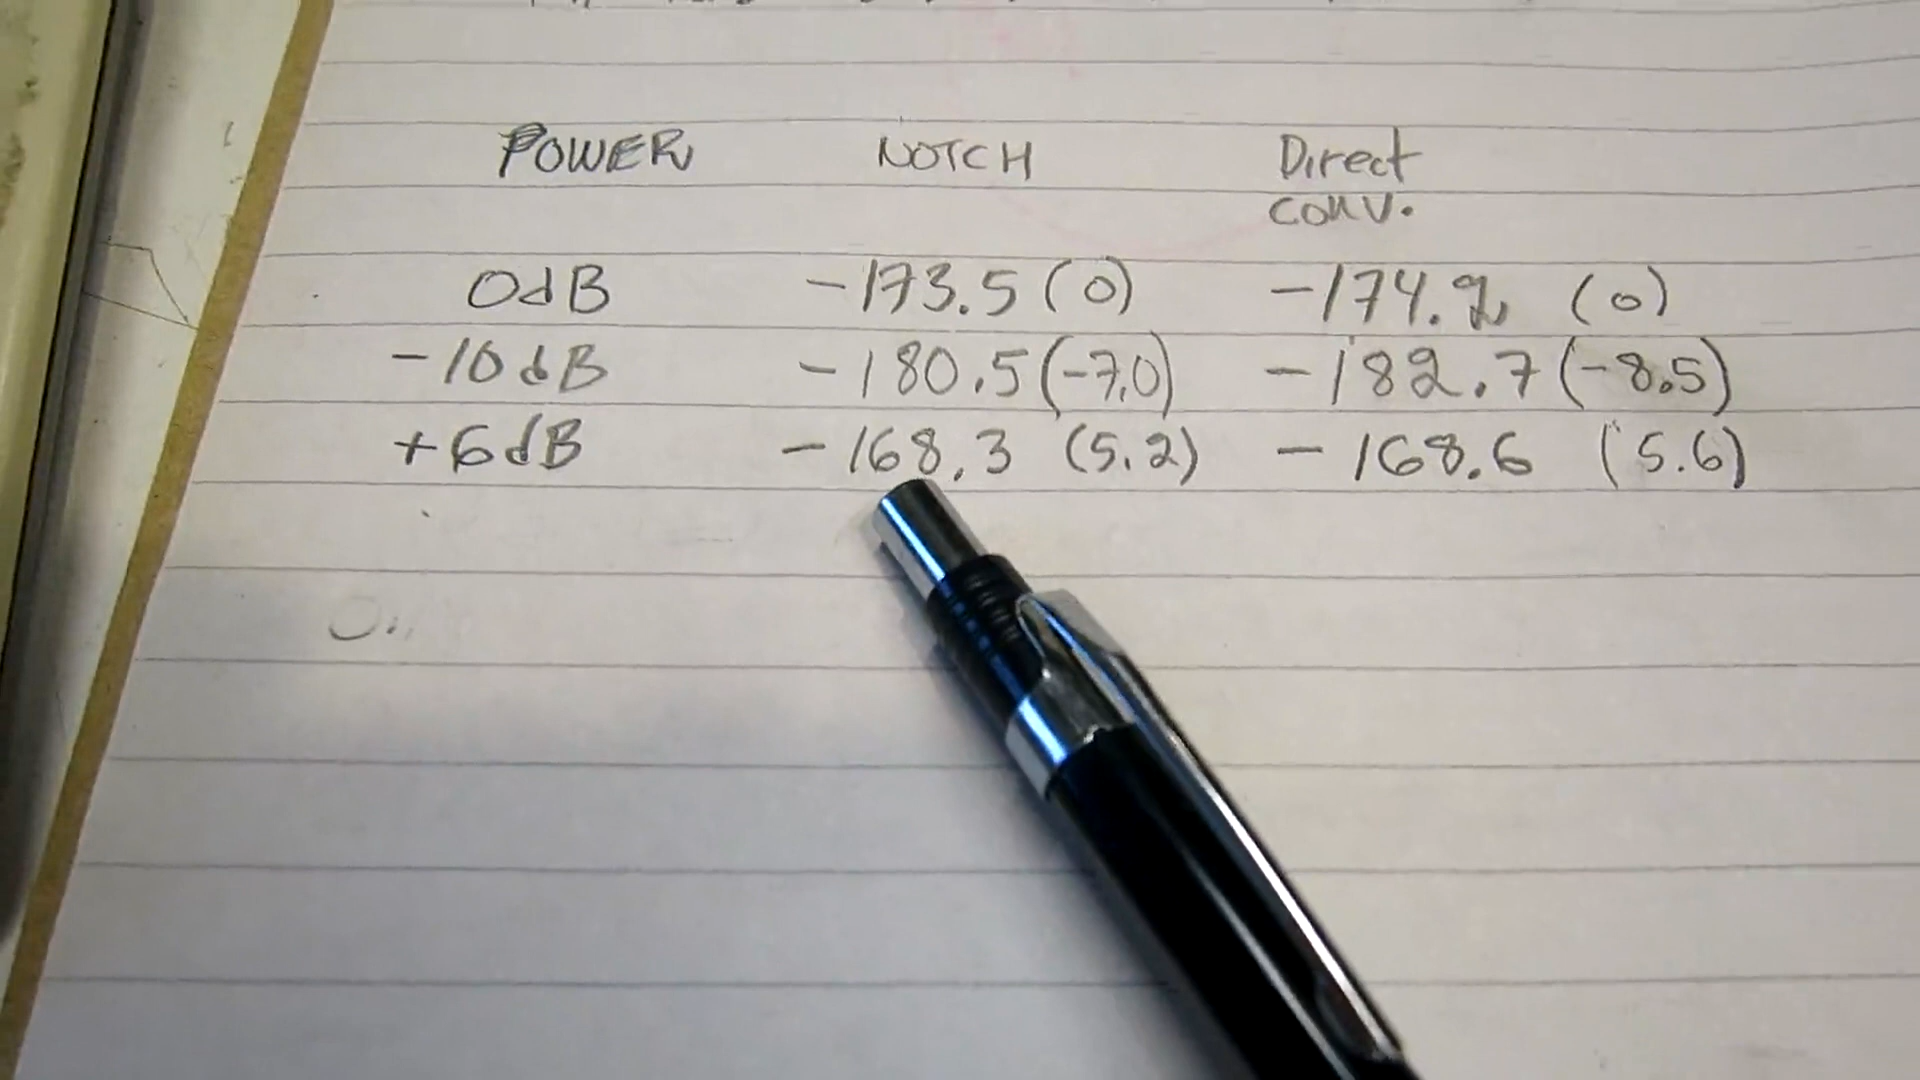 POWER NOTCH Direct
conv.
0dB -173.5 (0) -174.2 (0)
-10dB -180.5 (-7.0) -182.7 (-8.5)
+6dB -168.3 (5.2) -168.6 (5.6)